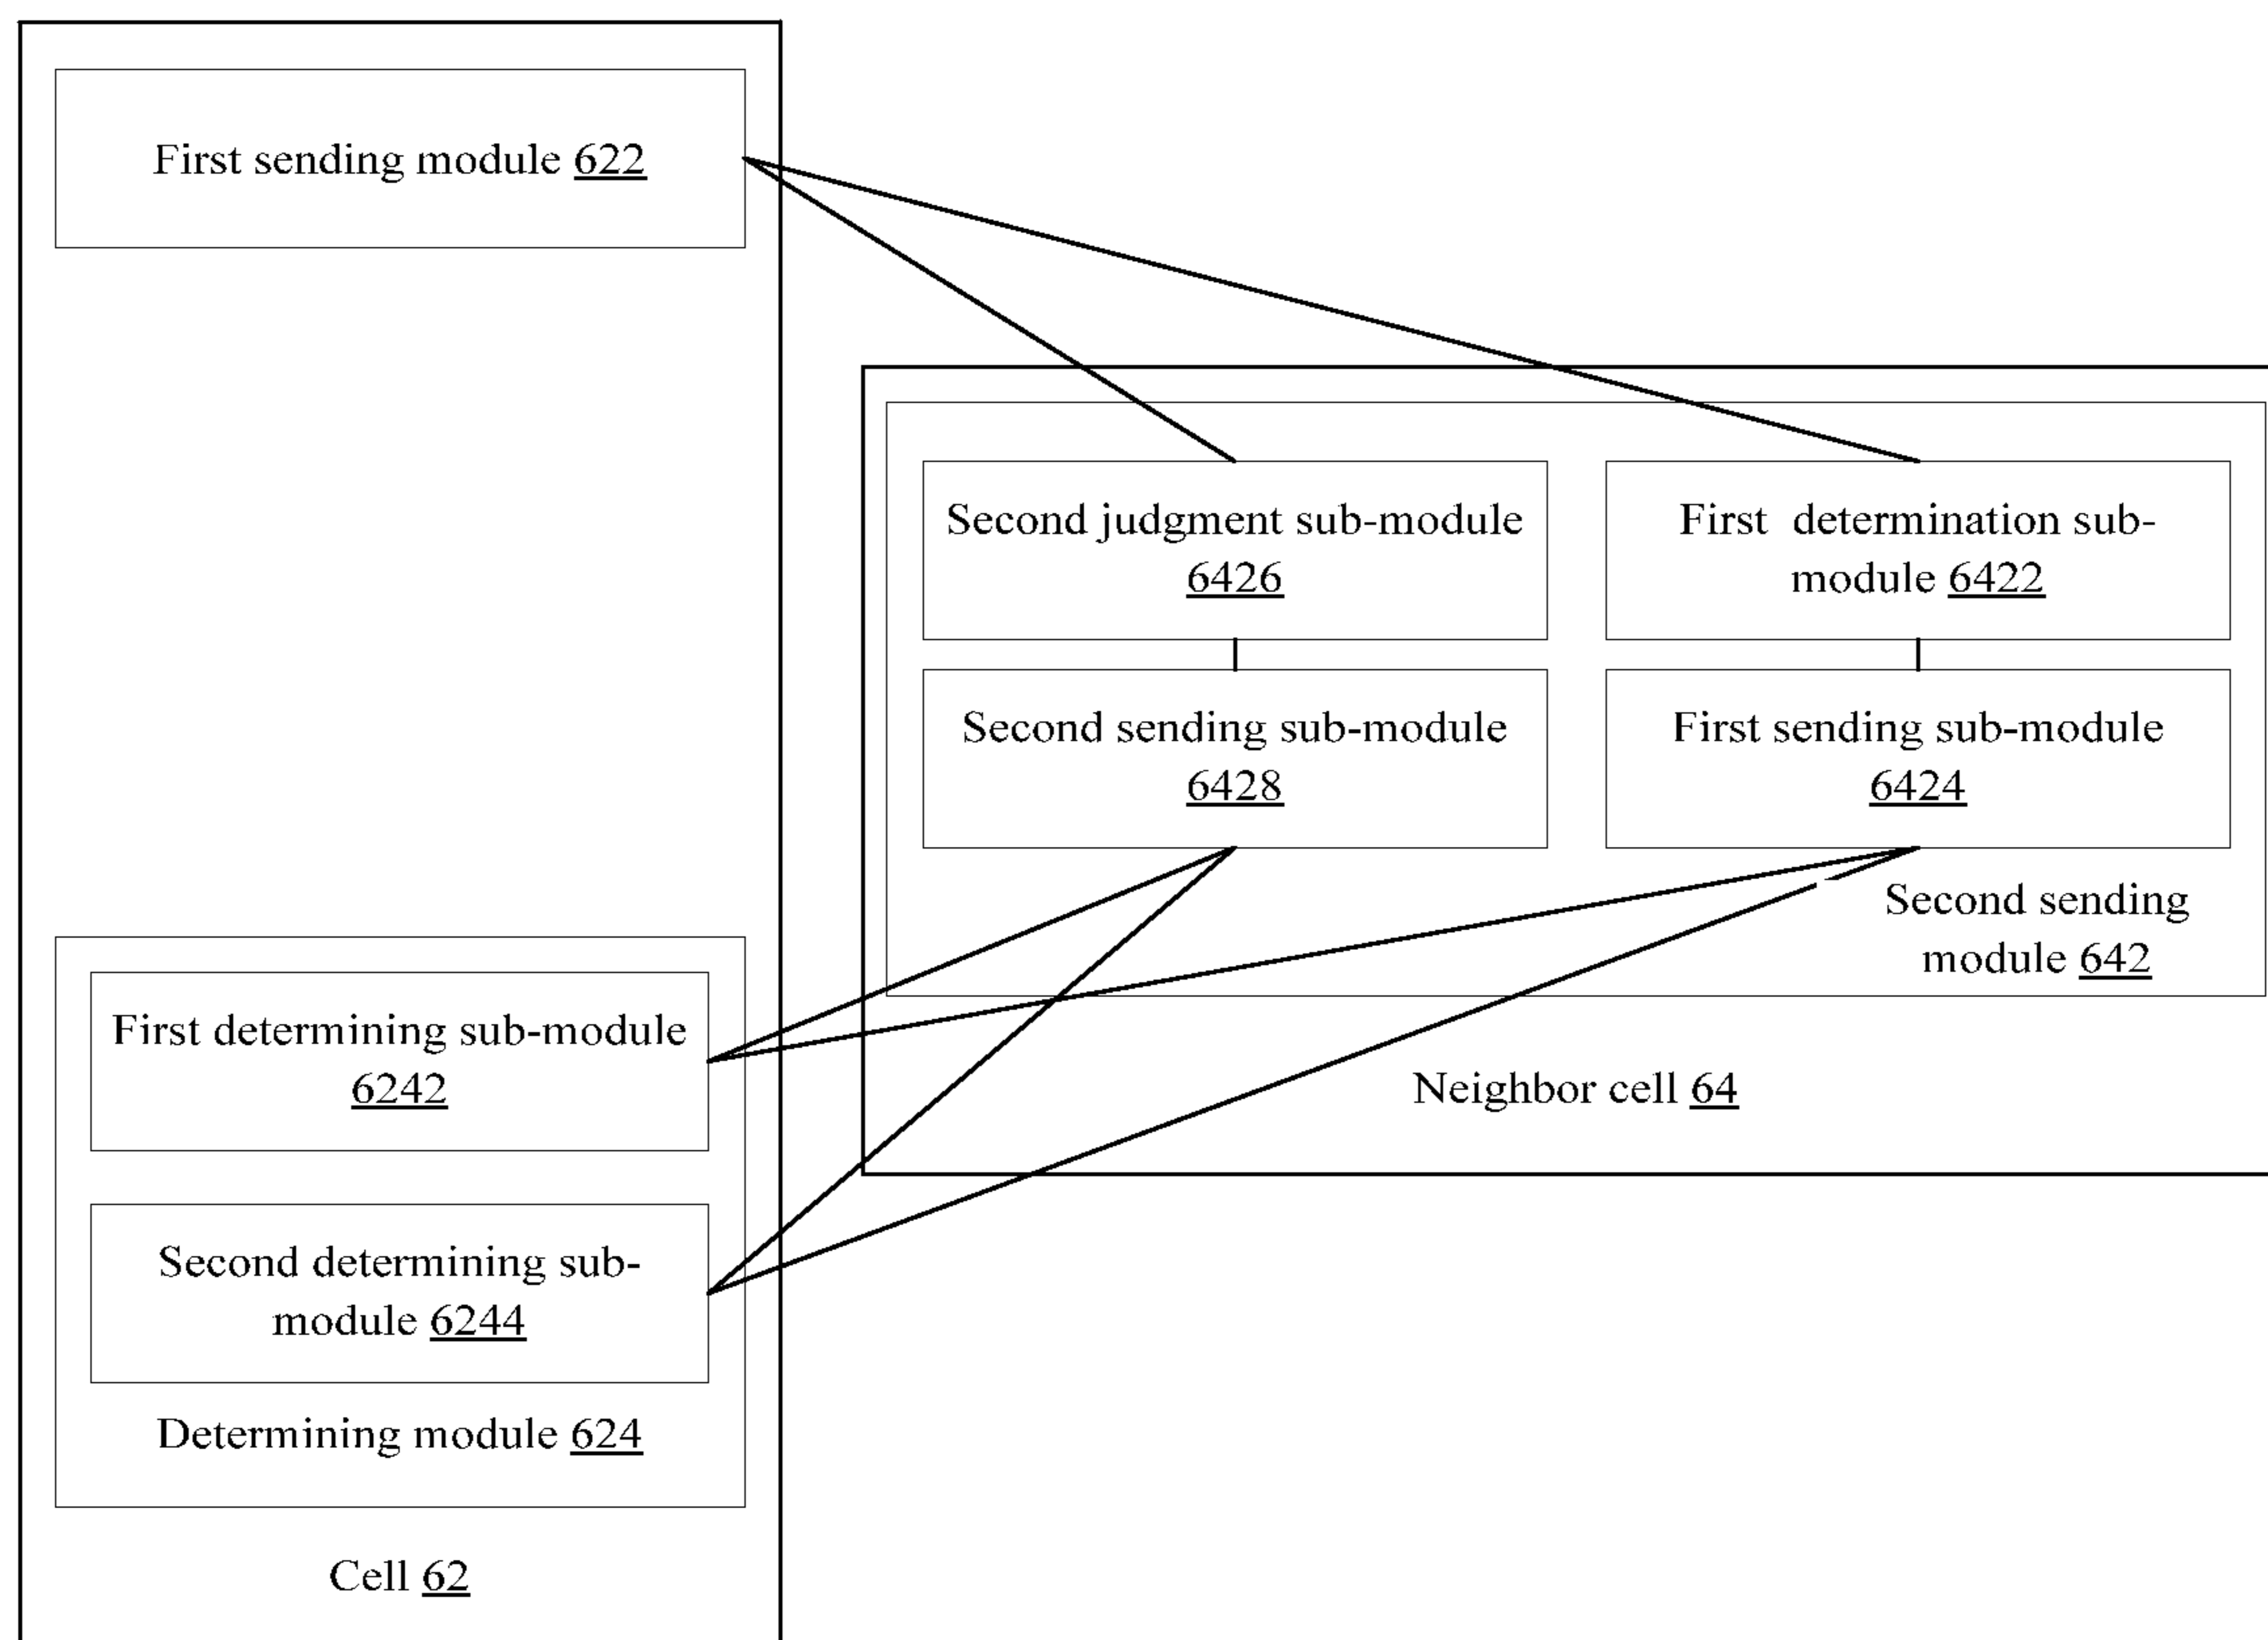 First sending module 622
Second judgment sub-module
6426
First determination sub-
module 6422
Second sending sub-module
6428
First sending sub-module
6424
Second sending
module 642
Neighbor cell 64
First determining sub-module
6242
Second determining sub-
module 6244
Determining module 624
Cell 62